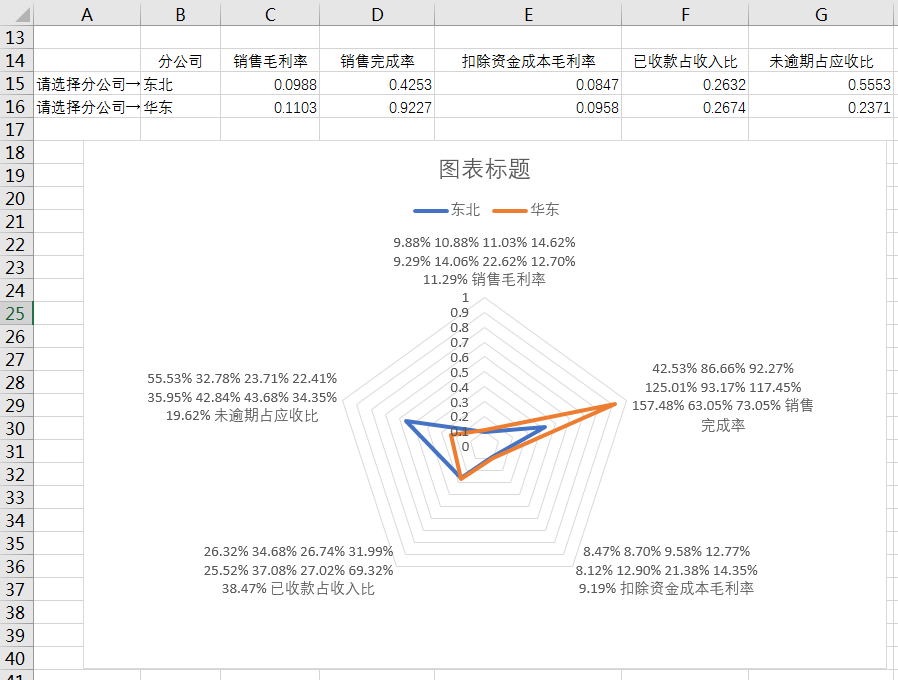 A B C D E F G
13
14 分公司 销售毛利率 销售完成率 扣除资金成本毛利率 已收款占收入比 未逾期占应收比
15 请选择分公司→ 东北 0.0988 0.4253 0.0847 0.2632 0.5553
16 请选择分公司→ 华东 0.1103 0.9227 0.0958 0.2674 0.2371
17
18
19
20
21
22
23
24
25
26
27
28
29
30
31
32
33
34
35
36
37
38
39
40
41
图表标题
东北 华东
9.88% 10.88% 11.03% 14.62%
9.29% 14.06% 22.62% 12.70%
11.29% 销售毛利率
1
0.9
0.8
0.7
0.6
0.5
0.4
0.3
0.2
0.1
0
42.53% 86.66% 92.27%
125.01% 93.17% 117.45%
157.48% 63.05% 73.05% 销售
完成率
8.47% 8.70% 9.58% 12.77%
8.12% 12.90% 21.38% 14.35%
9.19% 扣除资金成本毛利率
26.32% 34.68% 26.74% 31.99%
25.52% 37.08% 27.02% 69.32%
38.47% 已收款占收入比
55.53% 32.78% 23.71% 22.41%
35.95% 42.84% 43.68% 34.35%
19.62% 未逾期占应收比